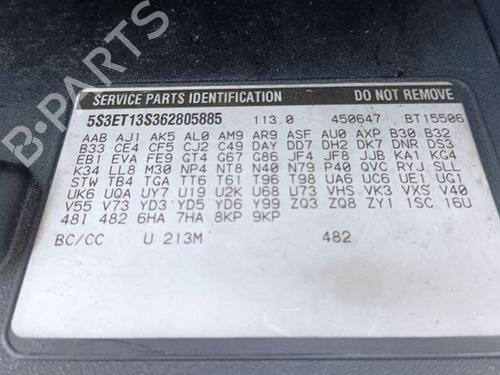 B-PARTS
SERVICE PARTS IDENTIFICATION DO NOT REMOVE
5S3ET13S362805885 113.0 450647 BT15506
AAB AJ1 AK5 AL0 AM9 AR9 ASF AU0 AXP B30 B32
B33 CE4 CF5 CJ2 C49 DAY DD7 DH2 DK7 DNR DS3
EB1 EVA FE9 GT4 G67 G86 JF4 JF8 JJB KA1 KG4
K34 LL8 M30 NP4 NT8 N40 N79 P40 QVC RYJ SLL
STW TB4 TGA TT6 T61 T96 T98 UA6 UC6 UE1 UG1
UK6 UQA UY7 U19 U2K U68 U73 VHS VK3 VXS V40
V55 V73 YD3 YD5 YD6 Y99 ZQ3 ZQ8 ZY1 1SC 16U
48I 482 6HA 7HA 8KP 9KP
BC/CC U 213M 482